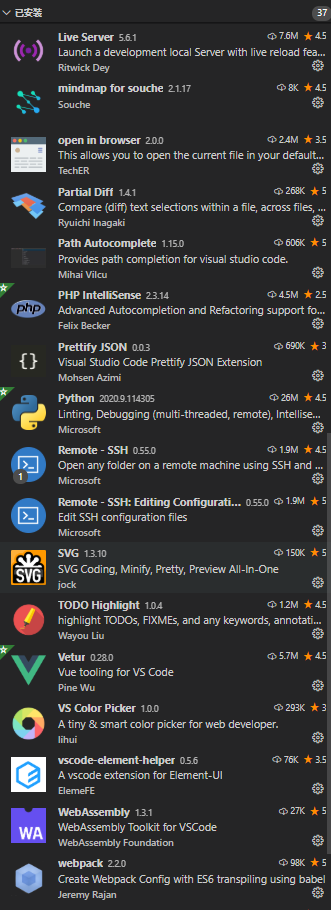 已安装 37
Live Server 5.6.1 7.6M 4.5
Launch a development local Server with live reload fea...
Ritwick Dey
mindmap for souche 2.1.17 8K 4.5
Souche
open in browser 2.0.0 2.4M 3.5
This allows you to open the current file in your default...
TechER
Partial Diff 1.4.1 268K 5
Compare (diff) text selections within a file, across files, ...
Ryuichi Inagaki
Path Autocomplete 1.15.0 606K 5
Provides path completion for visual studio code.
Mihai Vilcu
php
PHP IntelliSense 2.3.14 4.5M 2.5
Advanced Autocompletion and Refactoring support fo...
Felix Becker
{}
Prettify JSON 0.0.3 690K 3
Visual Studio Code Prettify JSON Extension
Mohsen Azimi
Python 2020.9.114305 26M 4.5
Linting, Debugging (multi-threaded, remote), Intellise...
Microsoft
Remote - SSH 0.55.0 1.9M 4.5
Open any folder on a remote machine using SSH and ...
1
Microsoft
Remote - SSH: Editing Configurati... 0.55.0 1.9M 5
Edit SSH configuration files
Microsoft
SVG 1.3.10 150K 5
SVG
SVG Coding, Minify, Pretty, Preview All-In-One
jock
TODO Highlight 1.0.4 1.2M 4.5
highlight TODOs, FIXMEs, and any keywords, annotati...
Wayou Liu
Vetur 0.28.0 5.7M 4.5
Vue tooling for VS Code
Pine Wu
VS Color Picker 1.0.0 293K 3
A tiny & smart color picker for web developer.
lihui
vscode-element-helper 0.5.6 76K 3.5
A vscode extension for Element-UI
ElemeFE
WebAssembly 1.3.1 27K 5
WA
WebAssembly Toolkit for VSCode
WebAssembly Foundation
webpack 2.2.0 98K 5
Create Webpack Config with ES6 transpiling using babel
Jeremy Rajan